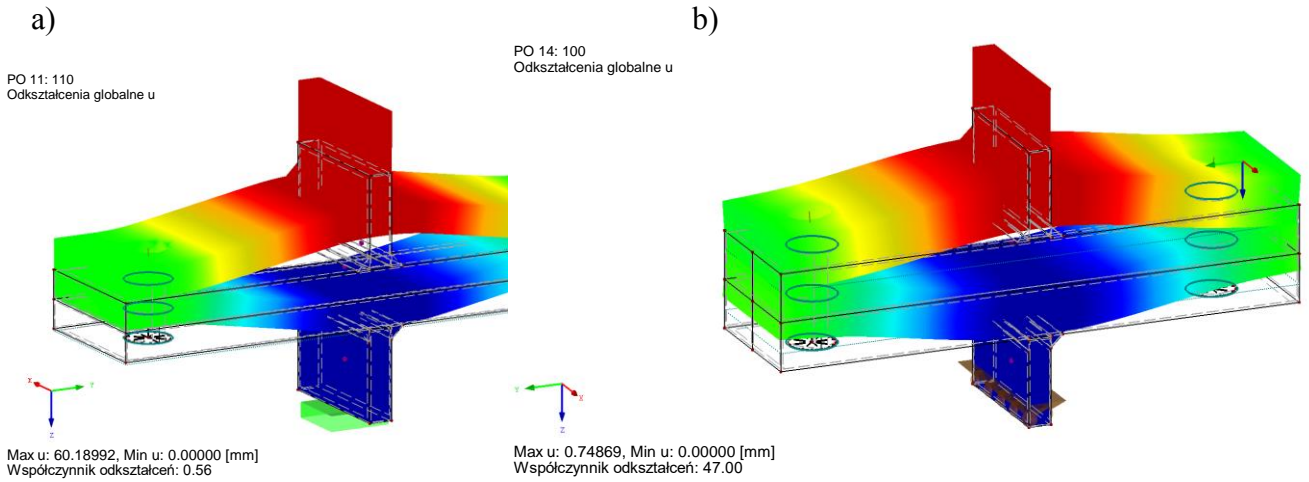 a)
PO 11: 110
Odkształcenia globalne u
X
Y
Z
Max u: 60.18992, Min u: 0.00000 [mm]
Współczynnik odkształceń: 0.56
b)
PO 14: 100
Odkształcenia globalne u
Y
X
Z
Max u: 0.74869, Min u: 0.00000 [mm]
Współczynnik odkształceń: 47.00